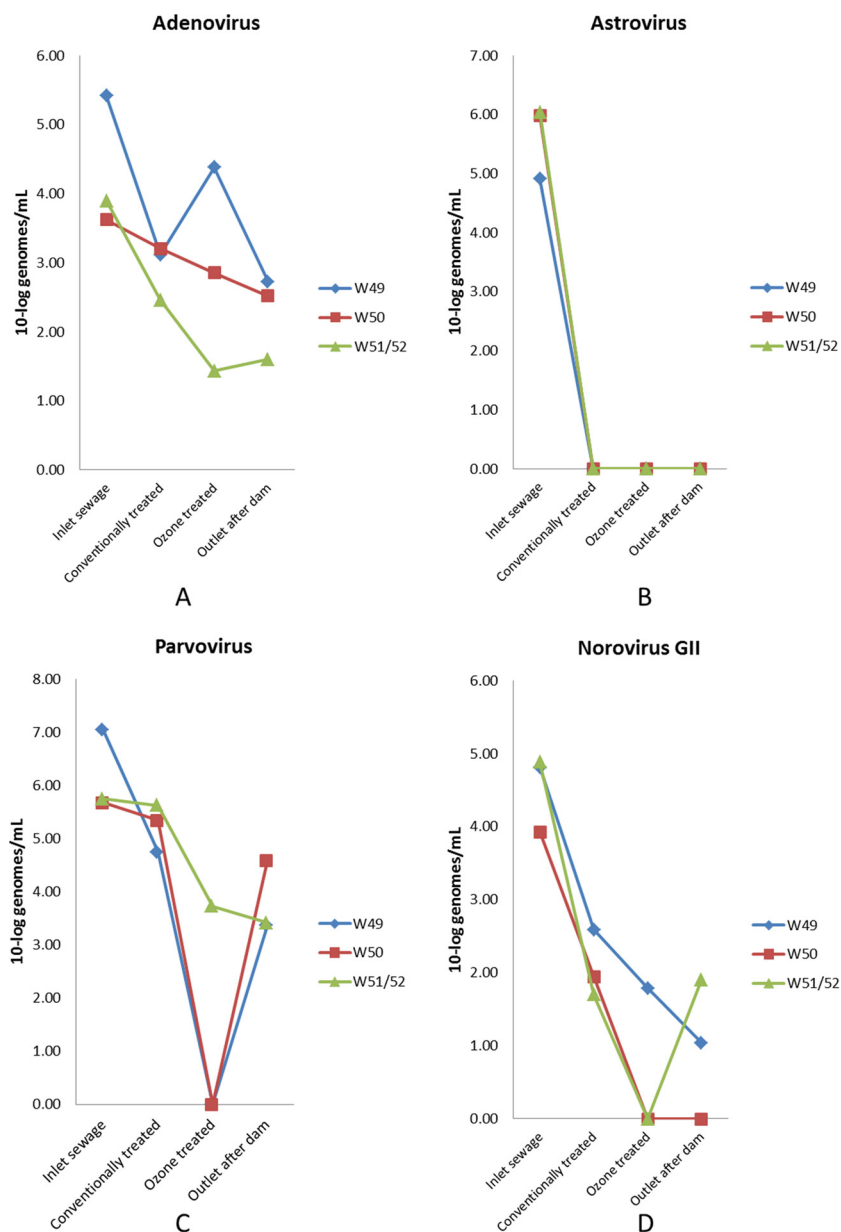 Adenovirus
6.00
5.00
4.00
3.00
2.00
1.00
0.00
10-log genomes/mL
Inlet sewage
Conventionally treated
Ozone treated
Outlet after dam
W49
W50
W51/52
A
Astrovirus
7.00
6.00
5.00
4.00
3.00
2.00
1.00
0.00
10-log genomes/mL
Inlet sewage
Conventionally treated
Ozone treated
Outlet after dam
W49
W50
W51/52
B
Parvovirus
8.00
7.00
6.00
5.00
4.00
3.00
2.00
1.00
0.00
10-log genomes/mL
Inlet sewage
Conventionally treated
Ozone treated
Outlet after dam
W49
W50
W51/52
C
Norovirus GII
6.00
5.00
4.00
3.00
2.00
1.00
0.00
10-log genomes/mL
Inlet sewage
Conventionally treated
Ozone treated
Outlet after dam
W49
W50
W51/52
D